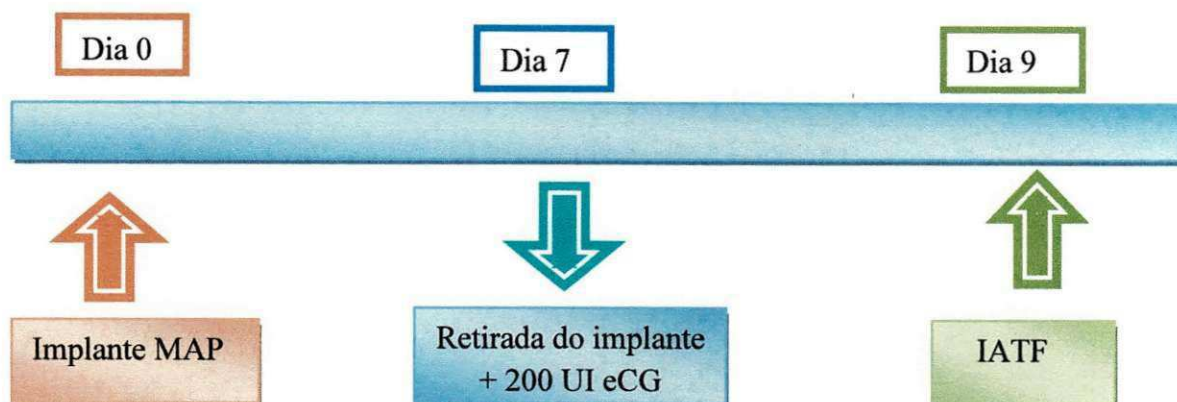 Dia 0
Dia 7
Dia 9
Implante MAP
Retirada do implante
+ 200 UI eCG
IATF